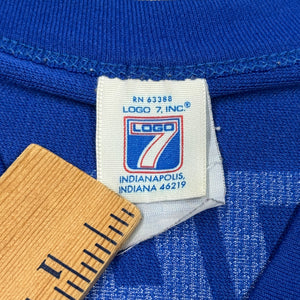 RN 63388
LOGO 7, INC.®
LOGO
7
INDIANAPOLIS,
INDIANA 46219